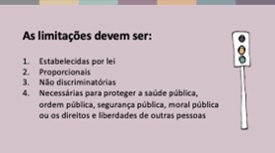 As limitações devem ser:
1. Estabelecidas por lei
2. Proporcionais
3. Não discriminatórias
4. Necessárias para proteger a saúde pública,
ordem pública, segurança pública, moral pública
ou os direitos e liberdades de outras pessoas